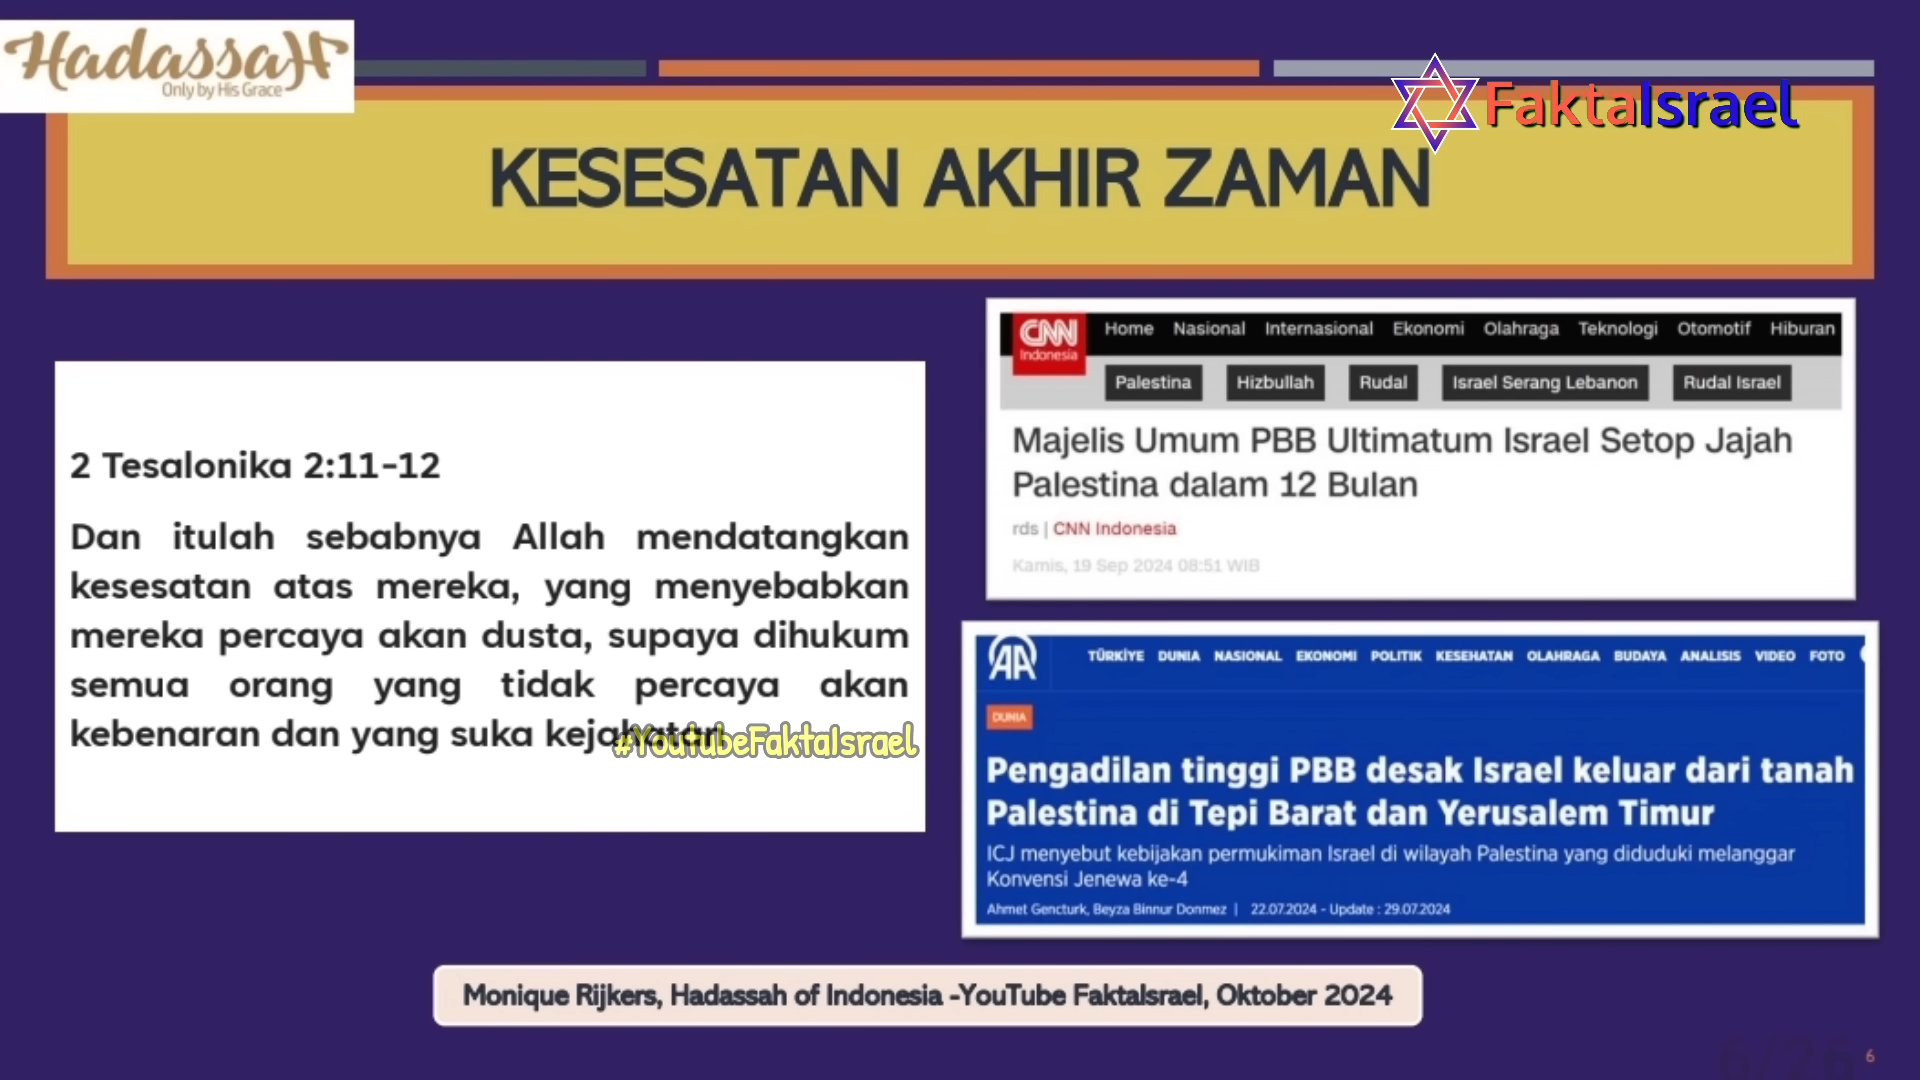 HadassaH
Only by His Grace
FaktaIsrael
KESESATAN AKHIR ZAMAN
2 Tesalonika 2:11-12
Dan itulah sebabnya Allah mendatangkan
kesesatan atas mereka, yang menyebabkan
mereka percaya akan dusta, supaya dihukum
semua orang yang tidak percaya akan
kebenaran dan yang suka kejahatan
#YoutubeFaktaIsrael
CNN
Indonesia
Home Nasional Internasional Ekonomi Olahraga Teknologi Otomotif Hiburan
Palestina Hizbullah Rudal Israel Serang Lebanon Rudal Israel
Majelis Umum PBB Ultimatum Israel Setop Jajah
Palestina dalam 12 Bulan
rds | CNN Indonesia
Kamis, 19 Sep 2024 08:51 WIB
AA
TÜRKİYE DUNIA NASIONAL EKONOMI POLITIK KESEHATAN OLAHRAGA BUDAYA ANALISIS VIDEO FOTO
DUNIA
Pengadilan tinggi PBB desak Israel keluar dari tanah
Palestina di Tepi Barat dan Yerusalem Timur
ICJ menyebut kebijakan permukiman Israel di wilayah Palestina yang diduduki melanggar
Konvensi Jenewa ke-4
Ahmet Gencturk, Beyza Binnur Donmez | 22.07.2024 - Update : 29.07.2024
Monique Rijkers, Hadassah of Indonesia -YouTube FaktaIsrael, Oktober 2024
6/26
6